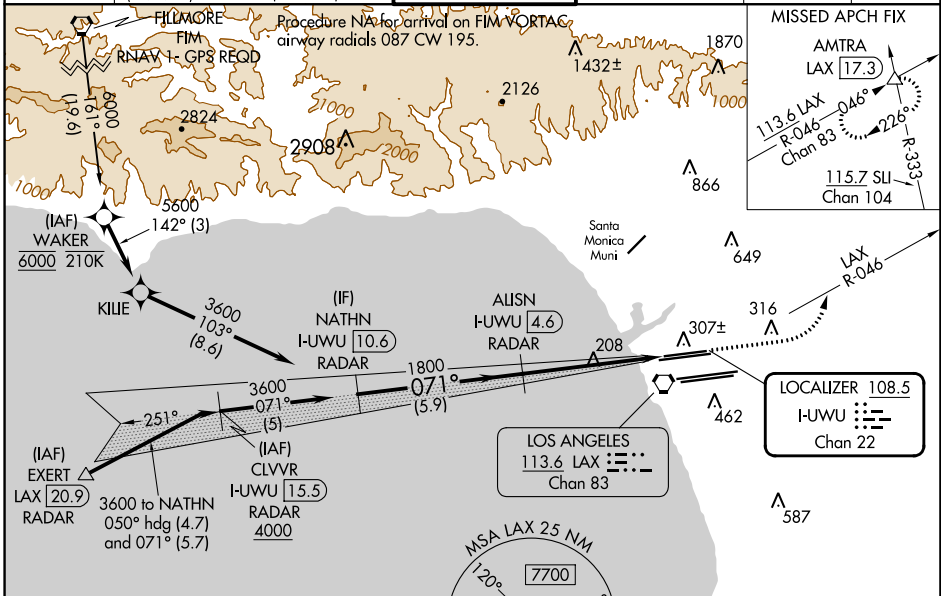 FILLMORE
FIM
RNAV 1- GPS REQD
Procedure NA for arrival on FIM VORTAC
airway radials 087 CW 195.
MISSED APCH FIX
AMTRA
LAX 17.3
113.6 LAX
R-046
Chan 83
046°
226°
R-333
115.7 SLI
Chan 104
6000
161°
(19.6)
1432±
1870
2126
1000
1000
2824
2908
2000
1000
866
5600
142° (3)
(IAF)
WAKER
6000 210K
KILIE
Santa
Monica
Muni
649
LAX
R-046
3600
103°
(8.6)
(IF)
NATHN
I-UWU 10.6
RADAR
ALISN
I-UWU 4.6
RADAR
316
307±
208
1800
071°
(5.9)
3600
071°
(5)
251°
(IAF)
EXERT
LAX 20.9
RADAR
3600 to NATHN
050° hdg (4.7)
and 071° (5.7)
(IAF)
CLVVR
I-UWU 15.5
RADAR
4000
LOCALIZER 108.5
I-UWU
Chan 22
462
LOS ANGELES
113.6 LAX
Chan 83
587
MSA LAX 25 NM
120°
7700